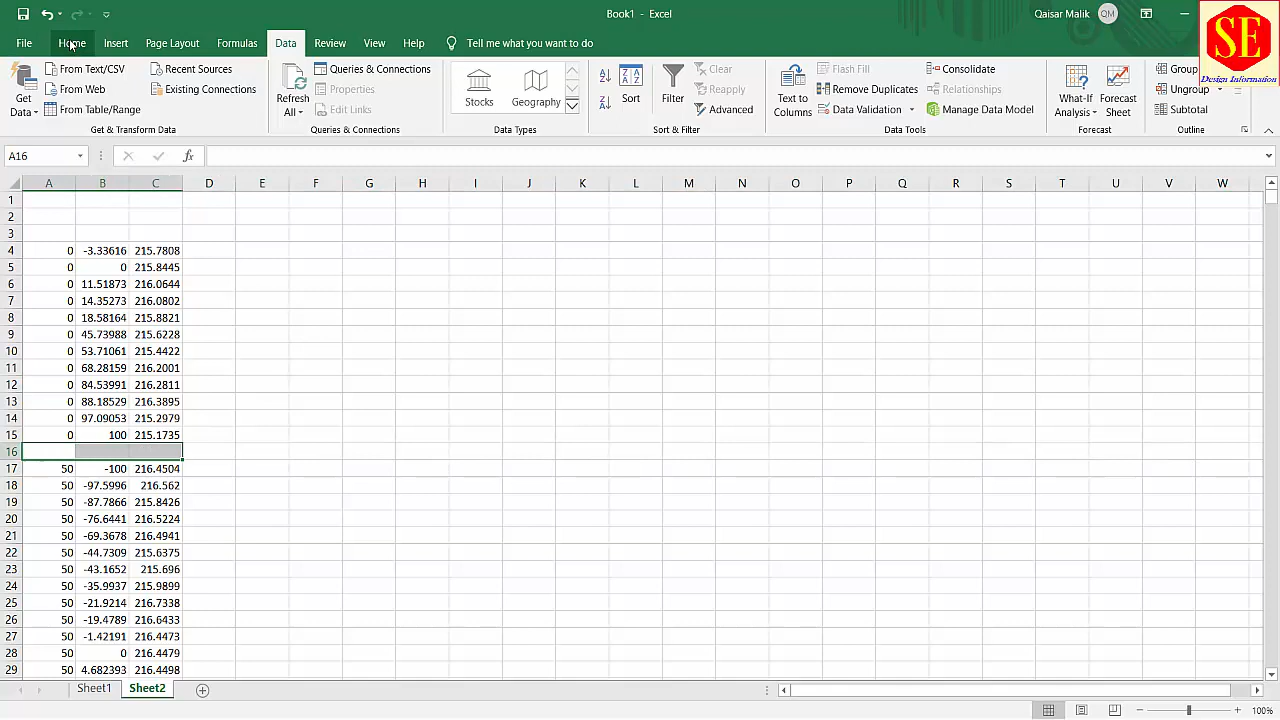 Book1 - Excel
Qaisar Malik
QM
SE
Design Information
File Home Insert Page Layout Formulas Data Review View Help Tell me what you want to do
Get Data
From Text/CSV
From Web
From Table/Range
Recent Sources
Existing Connections
Get & Transform Data
Refresh All
Queries & Connections
Properties
Edit Links
Queries & Connections
Stocks
Geography
Data Types
Sort
Filter
Clear
Reapply
Advanced
Sort & Filter
Text to Columns
Flash Fill
Remove Duplicates
Data Validation
Consolidate
Relationships
Manage Data Model
Data Tools
What-If Analysis
Forecast Sheet
Forecast
Group
Ungroup
Subtotal
Outline
A16
fx
A B C D E F G H I J K L M N O P Q R S T U V W
1
2
3
4 0 -3.33616 215.7808
5 0 0 215.8445
6 0 11.51873 216.0644
7 0 14.35273 216.0802
8 0 18.58164 215.8821
9 0 45.73988 215.6228
10 0 53.71061 215.4422
11 0 68.28159 216.2001
12 0 84.53991 216.2811
13 0 88.18529 216.3895
14 0 97.09053 215.2979
15 0 100 215.1735
16
17 50 -100 216.4504
18 50 -97.5996 216.562
19 50 -87.7866 215.8426
20 50 -76.6441 216.5224
21 50 -69.3678 216.4941
22 50 -44.7309 215.6375
23 50 -43.1652 215.696
24 50 -35.9937 215.9899
25 50 -21.9214 216.7338
26 50 -19.4789 216.6433
27 50 -1.42191 216.4473
28 50 0 216.4479
29 50 4.682393 216.4498
Sheet1 Sheet2
100%